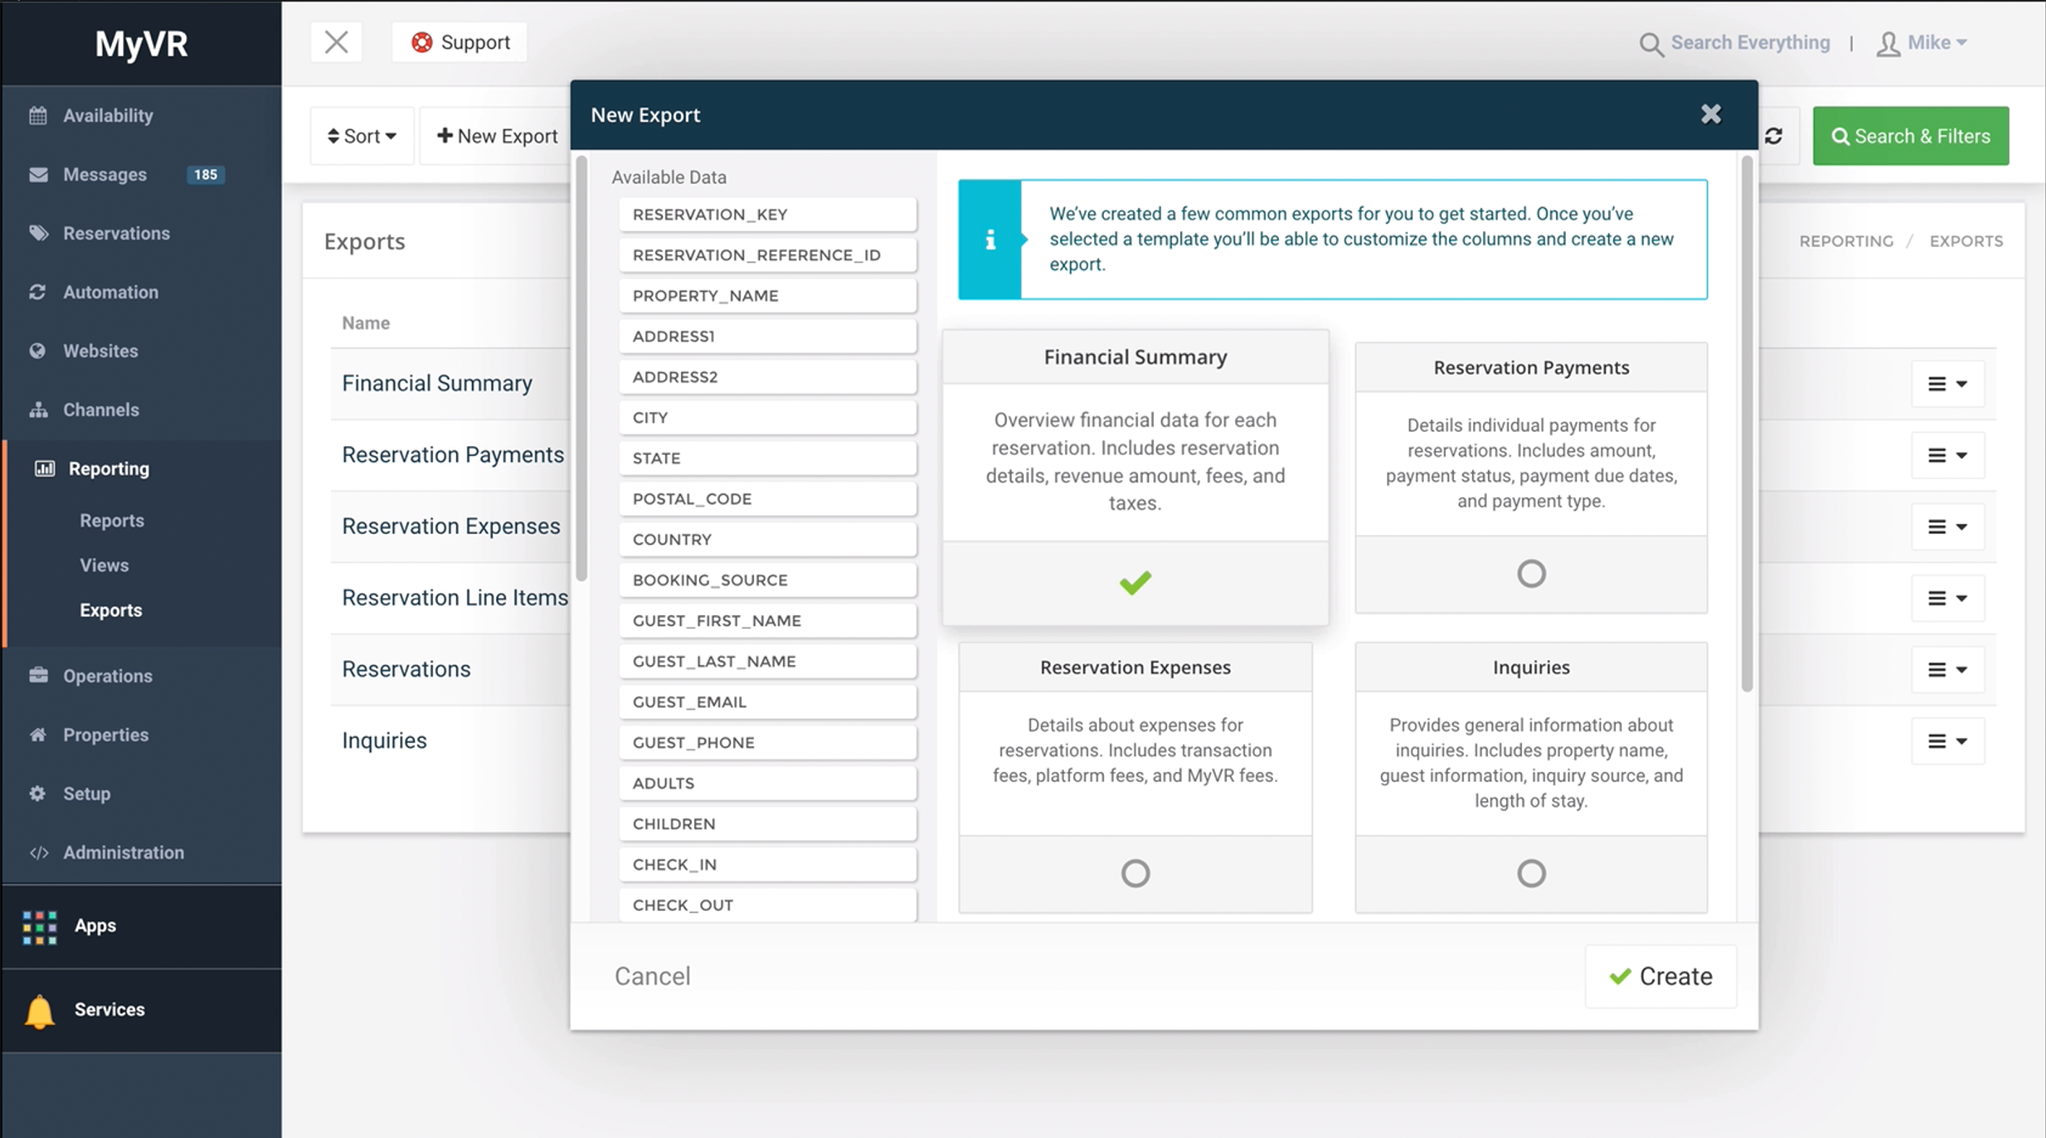 MyVR
Support
Search Everything | Mike
Availability
Messages 185
Reservations
Automation
Websites
Channels
Reporting
Reports
Views
Exports
Operations
Properties
Setup
Administration
Apps
Services
Sort
New Export
Search & Filters
Exports
REPORTING / EXPORTS
Name
Financial Summary
Reservation Payments
Reservation Expenses
Reservation Line Items
Reservations
Inquiries
New Export
Available Data
RESERVATION_KEY
RESERVATION_REFERENCE_ID
PROPERTY_NAME
ADDRESS1
ADDRESS2
CITY
STATE
POSTAL_CODE
COUNTRY
BOOKING_SOURCE
GUEST_FIRST_NAME
GUEST_LAST_NAME
GUEST_EMAIL
GUEST_PHONE
ADULTS
CHILDREN
CHECK_IN
CHECK_OUT
We've created a few common exports for you to get started. Once you've
selected a template you'll be able to customize the columns and create a new
export.
Financial Summary
Overview financial data for each
reservation. Includes reservation
details, revenue amount, fees, and
taxes.
Reservation Payments
Details individual payments for
reservations. Includes amount,
payment status, payment due dates,
and payment type.
Reservation Expenses
Details about expenses for
reservations. Includes transaction
fees, platform fees, and MyVR fees.
Inquiries
Provides general information about
inquiries. Includes property name,
guest information, inquiry source, and
length of stay.
Cancel
Create